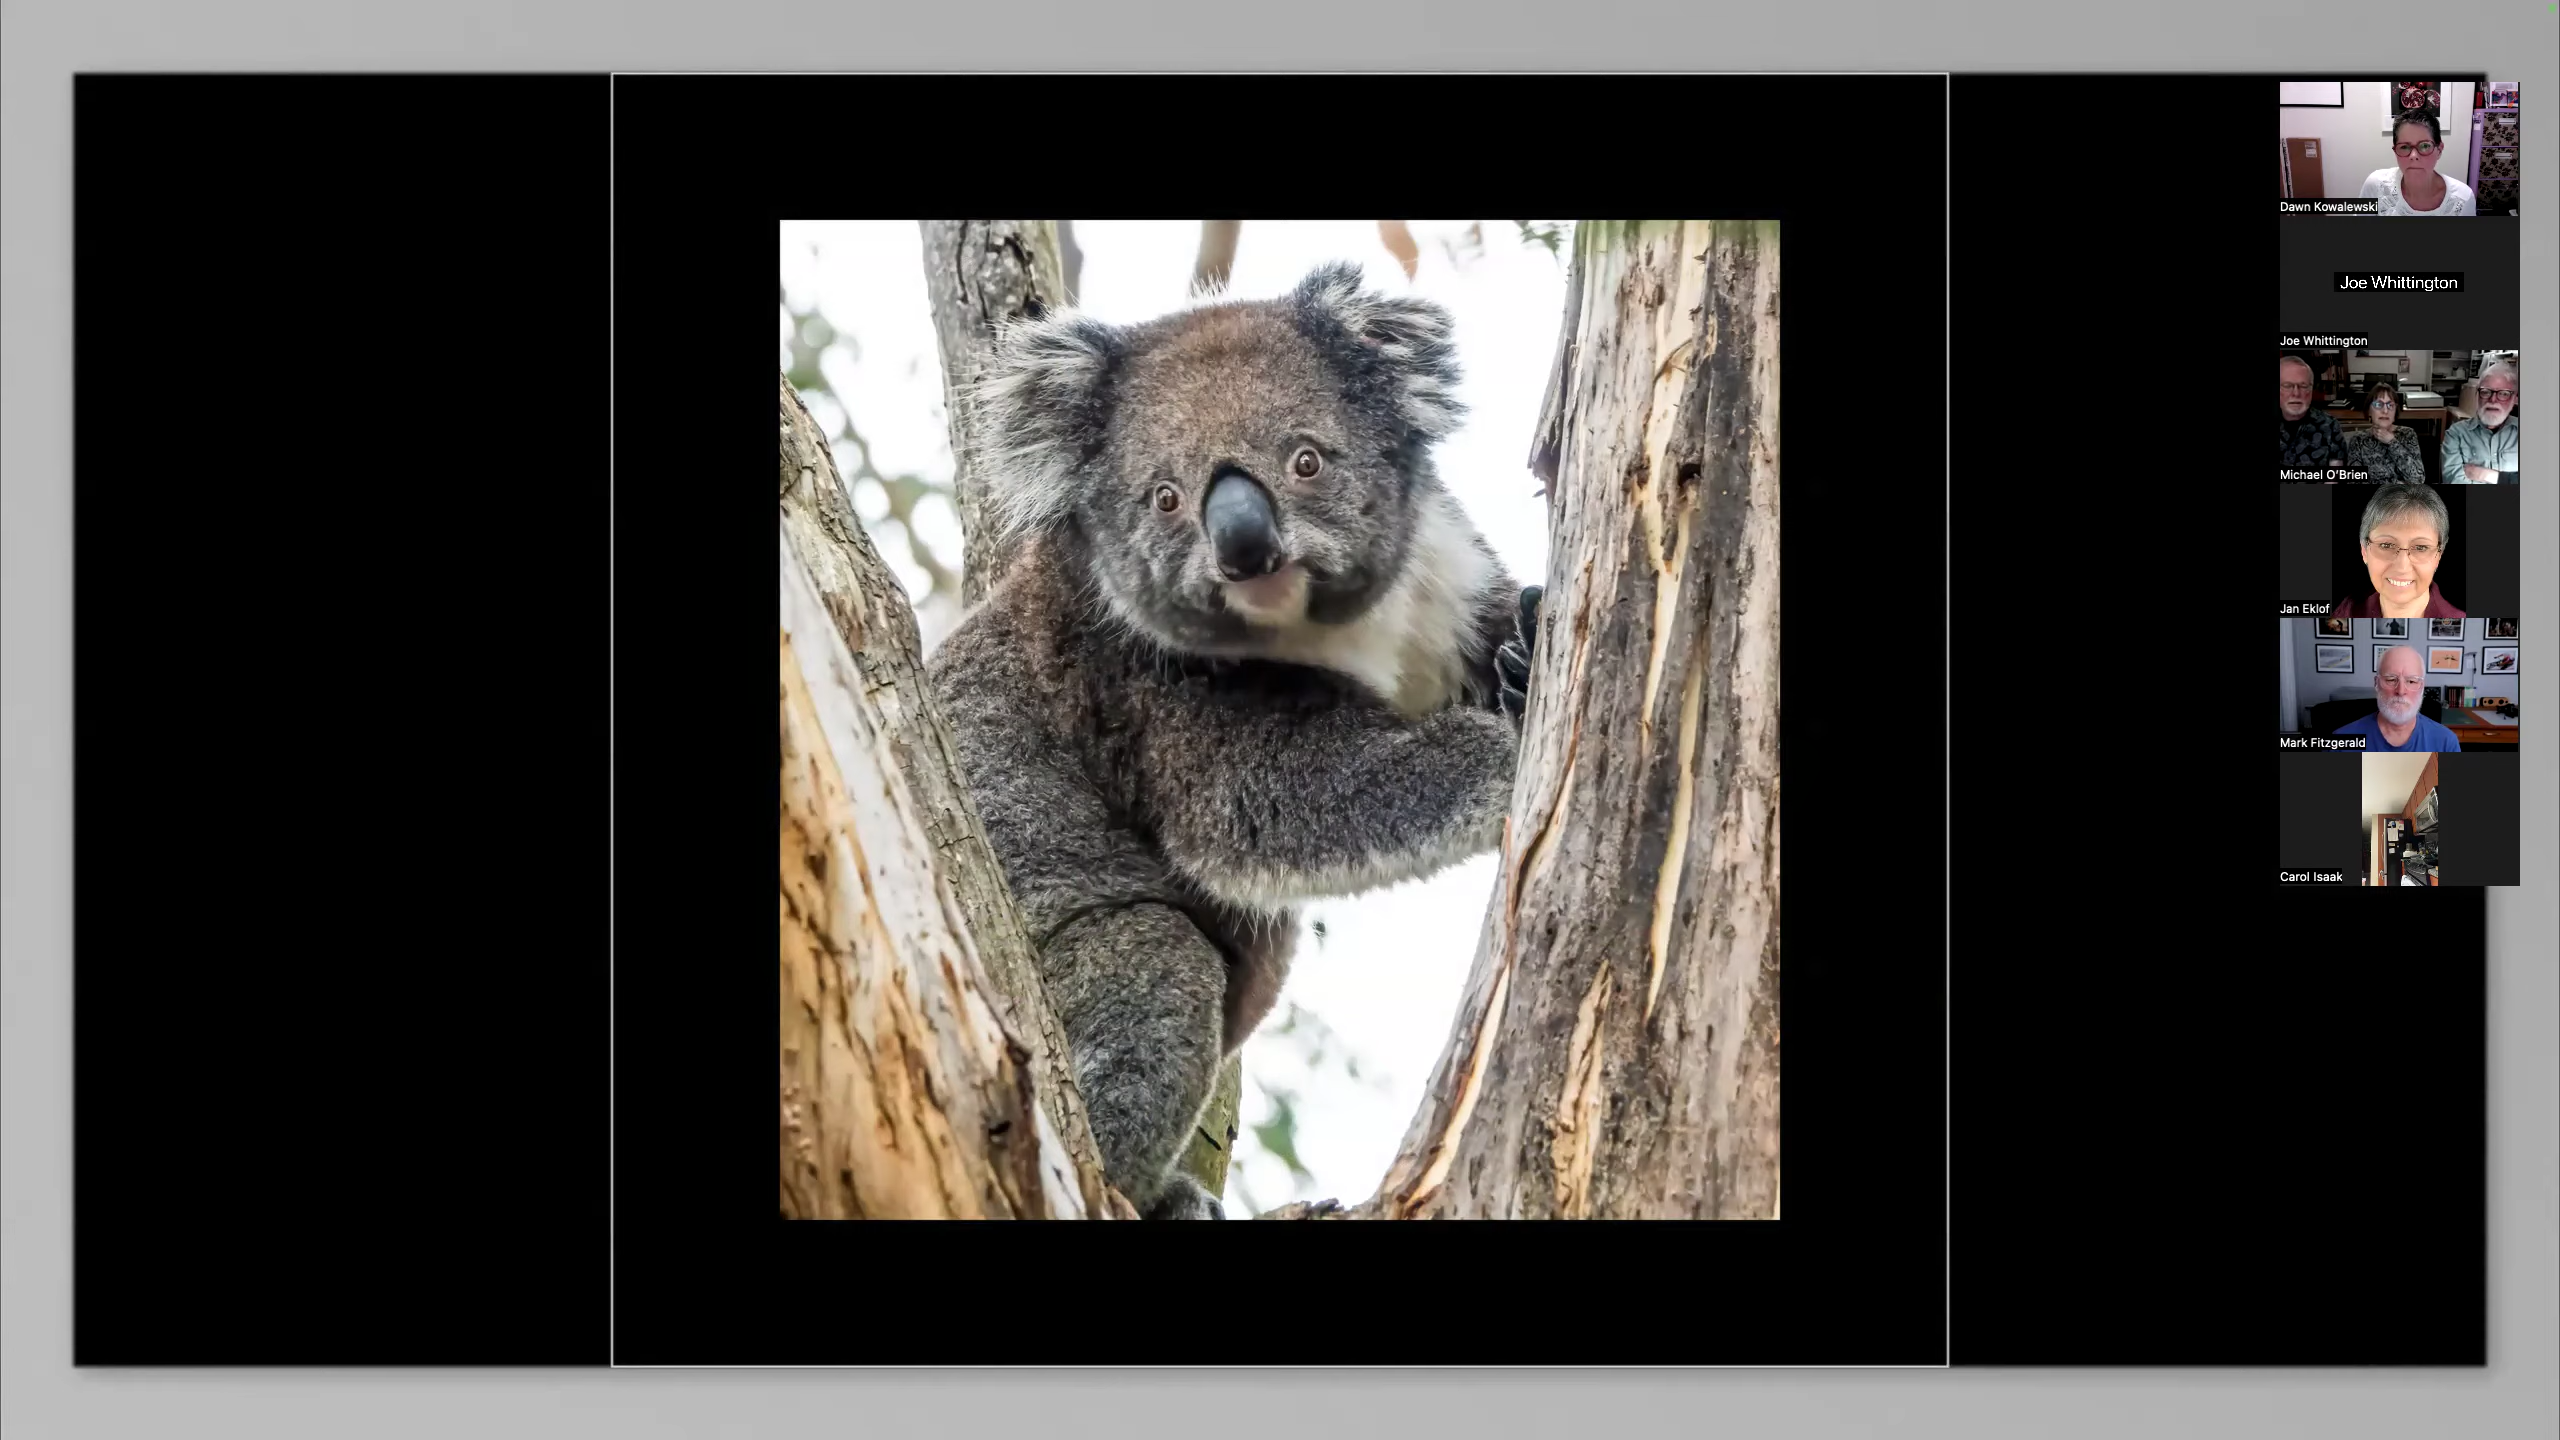 Dawn Kowalewski
Joe Whittington
Joe Whittington
Michael O'Brien
Jan Eklof
Mark Fitzgerald
Carol Isaak